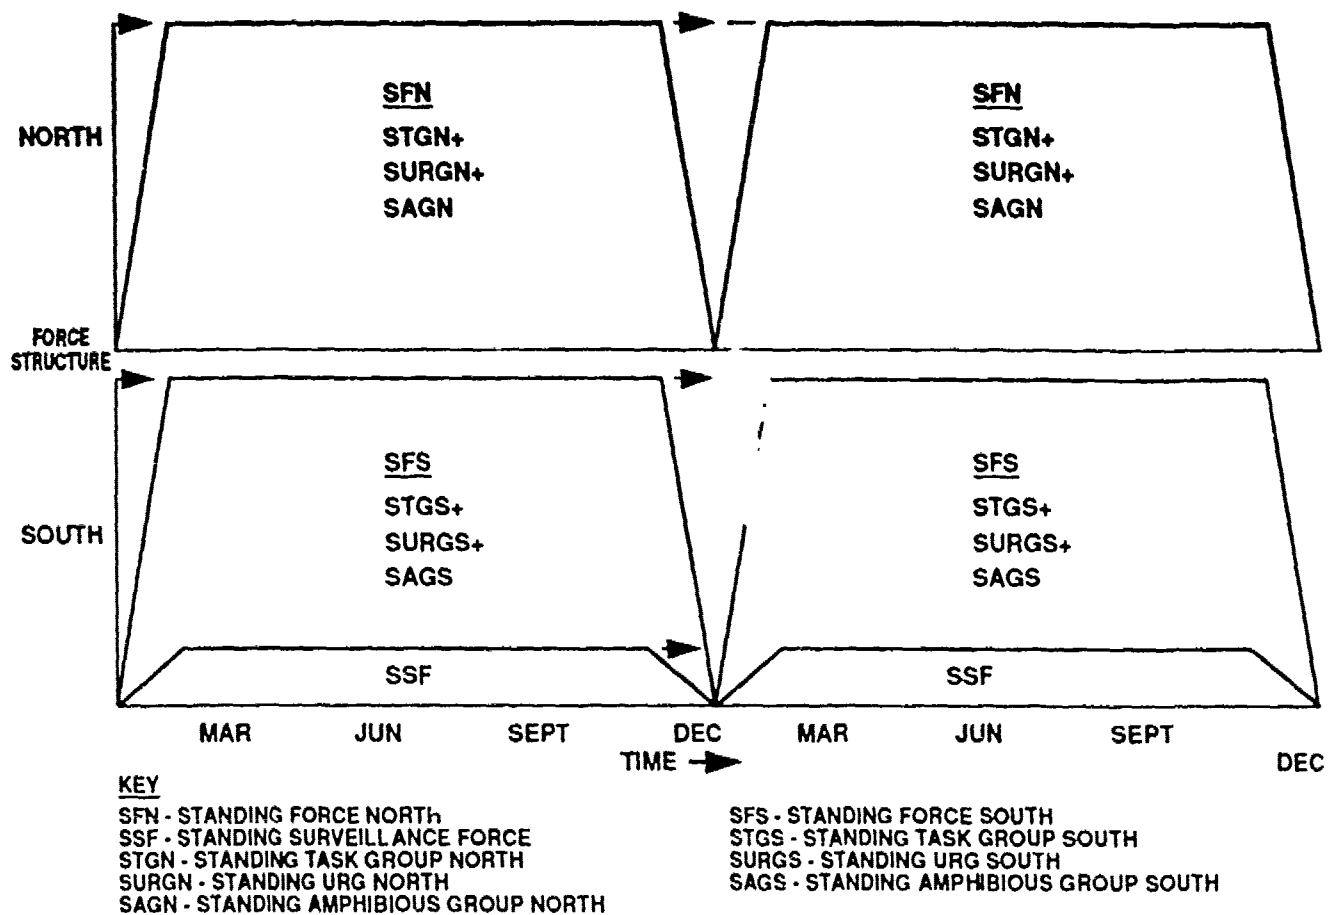 SFN
STGN+
SURGN+
SAGN
SFN
STGN+
SURGN+
SAGN
NORTH
FORCE
STRUCTURE
SFS
STGS+
SURGS+
SAGS
SFS
STGS+
SURGS+
SAGS
SOUTH
SSF
SSF
MAR JUN SEPT DEC MAR JUN SEPT DEC
TIME
KEY
SFN - STANDING FORCE NORTh
SSF - STANDING SURVEILLANCE FORCE
STGN - STANDING TASK GROUP NORTH
SURGN - STANDING URG NORTH
SAGN - STANDING AMPHIBIOUS GROUP NORTH
SFS - STANDING FORCE SOUTH
STGS - STANDING TASK GROUP SOUTH
SURGS - STANDING URG SOUTH
SAGS - STANDING AMPHIBIOUS GROUP SOUTH